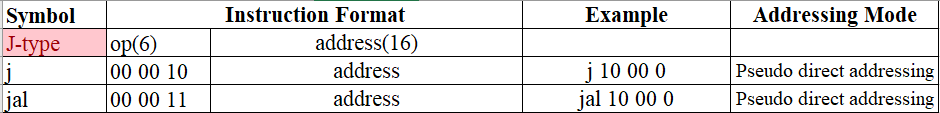 Symbol Instruction Format Example Addressing Mode
J-type op(6) address(16)
j 00 00 10 address j 10 00 0 Pseudo direct addressing
jal 00 00 11 address jal 10 00 0 Pseudo direct addressing